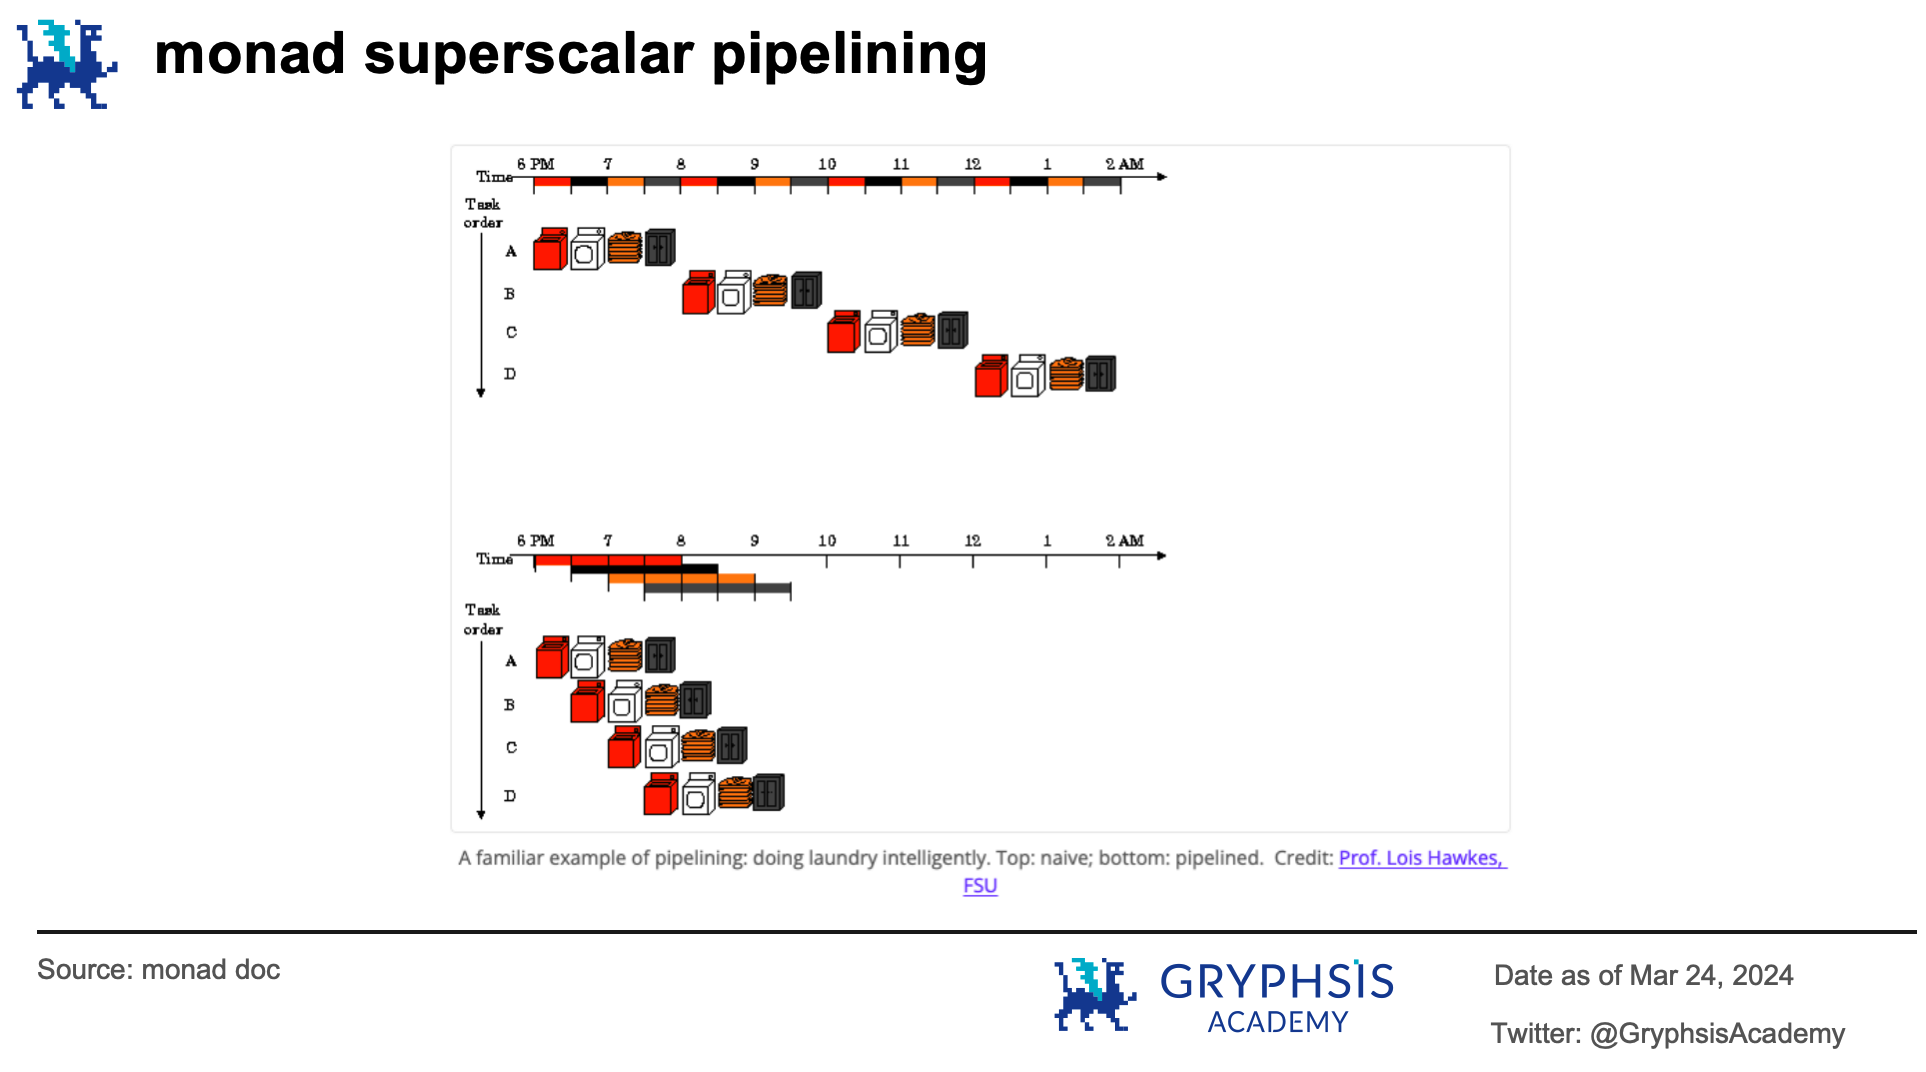 monad superscalar pipelining
6 PM 7 8 9 10 11 12 1 2 AM
Time
Task
order
A
B
C
D
6 PM 7 8 9 10 11 12 1 2 AM
Time
Task
order
A
B
C
D
A familiar example of pipelining: doing laundry intelligently. Top: naive; bottom: pipelined. Credit: Prof. Lois Hawkes,
FSU
Source: monad doc
GRYPHSIS
ACADEMY
Date as of Mar 24, 2024
Twitter: @GryphsisAcademy